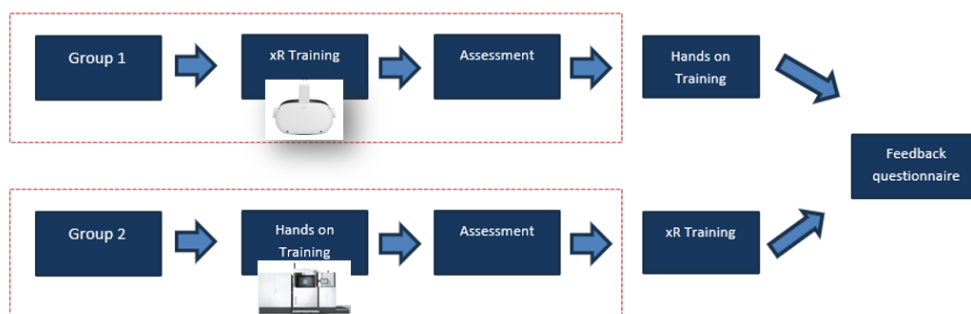 Group 1
xR Training
Assessment
Hands on
Training
Feedback
questionnaire
Group 2
Hands on
Training
Assessment
xR Training